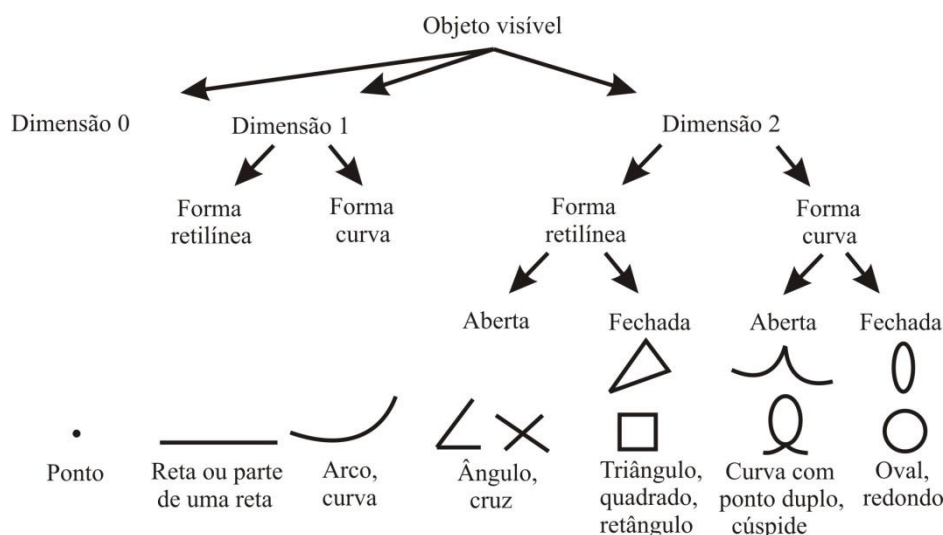 Objeto visível
Dimensão 0
Dimensão 1
Dimensão 2
Forma
retilínea
Forma
curva
Forma
retilínea
Forma
curva
Aberta
Fechada
Aberta
Fechada
Ponto
Reta ou parte
de uma reta
Arco,
curva
Ângulo,
cruz
Triângulo,
quadrado,
retângulo
Curva com
ponto duplo,
cúspide
Oval,
redondo